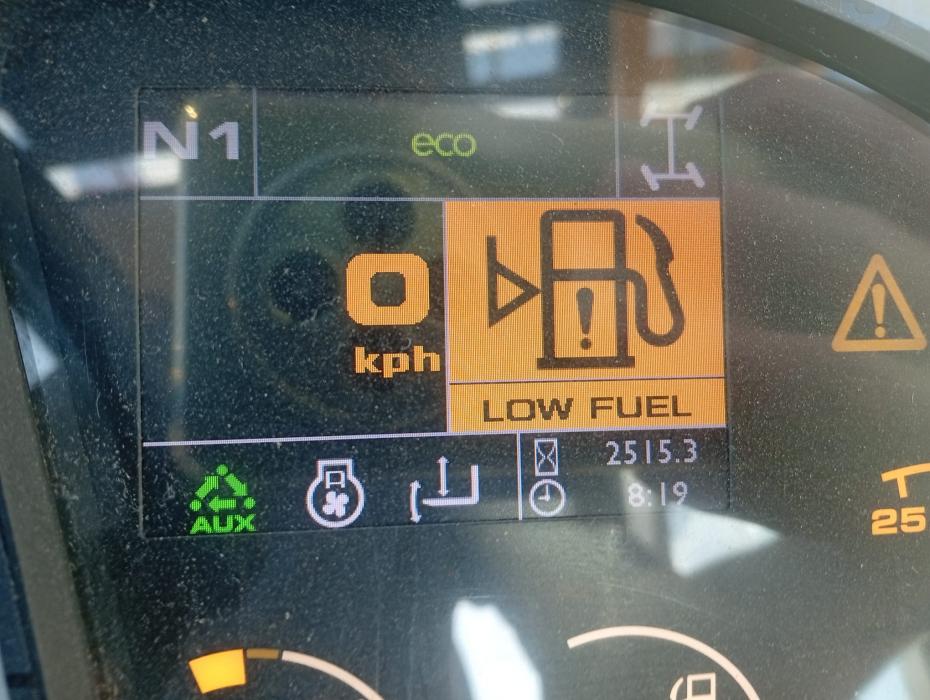 N1
eco
0
kph
LOW FUEL
2515.3
8:19
AUX
25